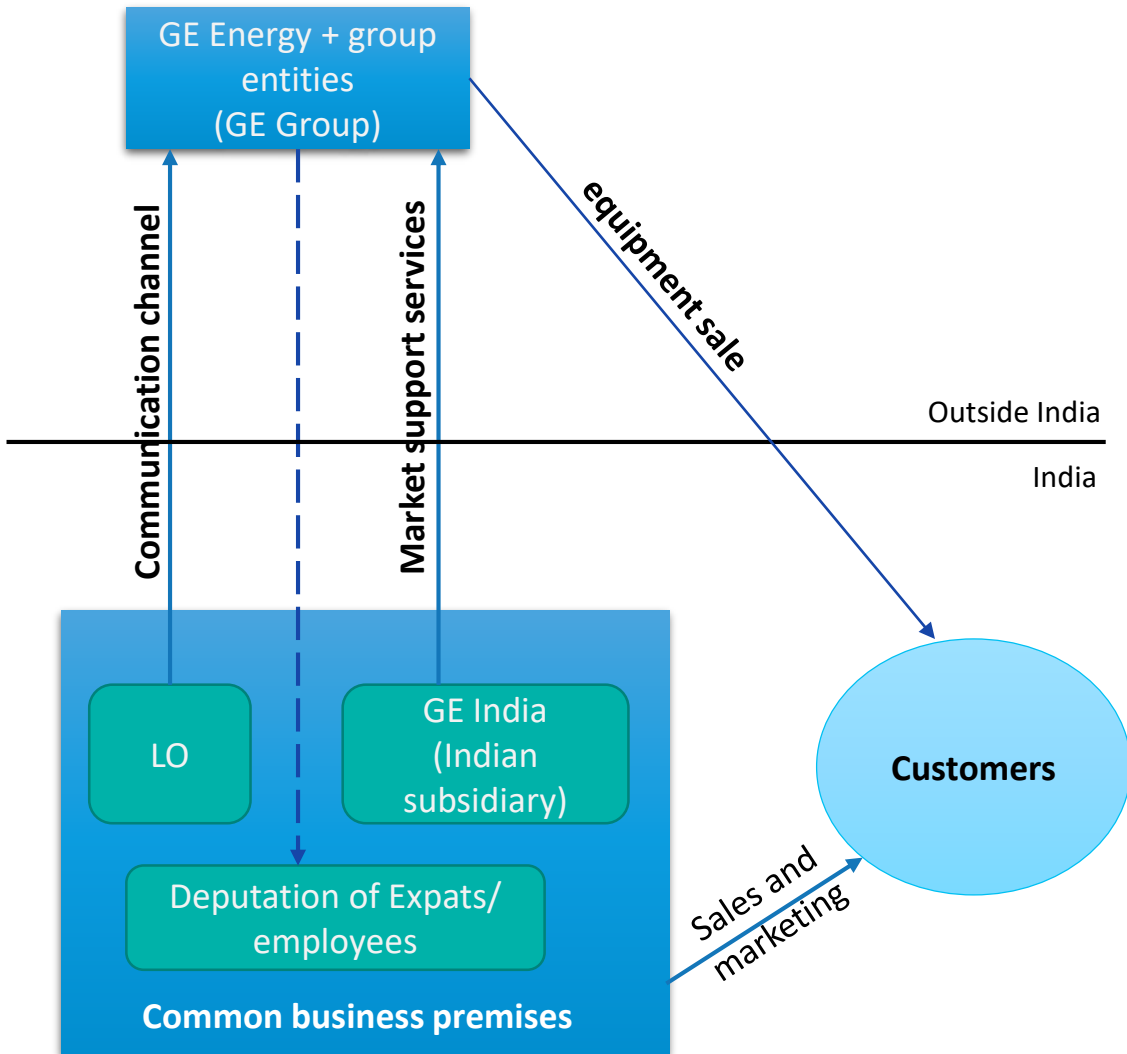 GE Energy + group
entities
(GE Group)
Communication channel
Market support services
equipment sale
Outside India
India
LO
GE India
(Indian
subsidiary)
Customers
Deputation of Expats/
employees
Sales and
marketing
Common business premises